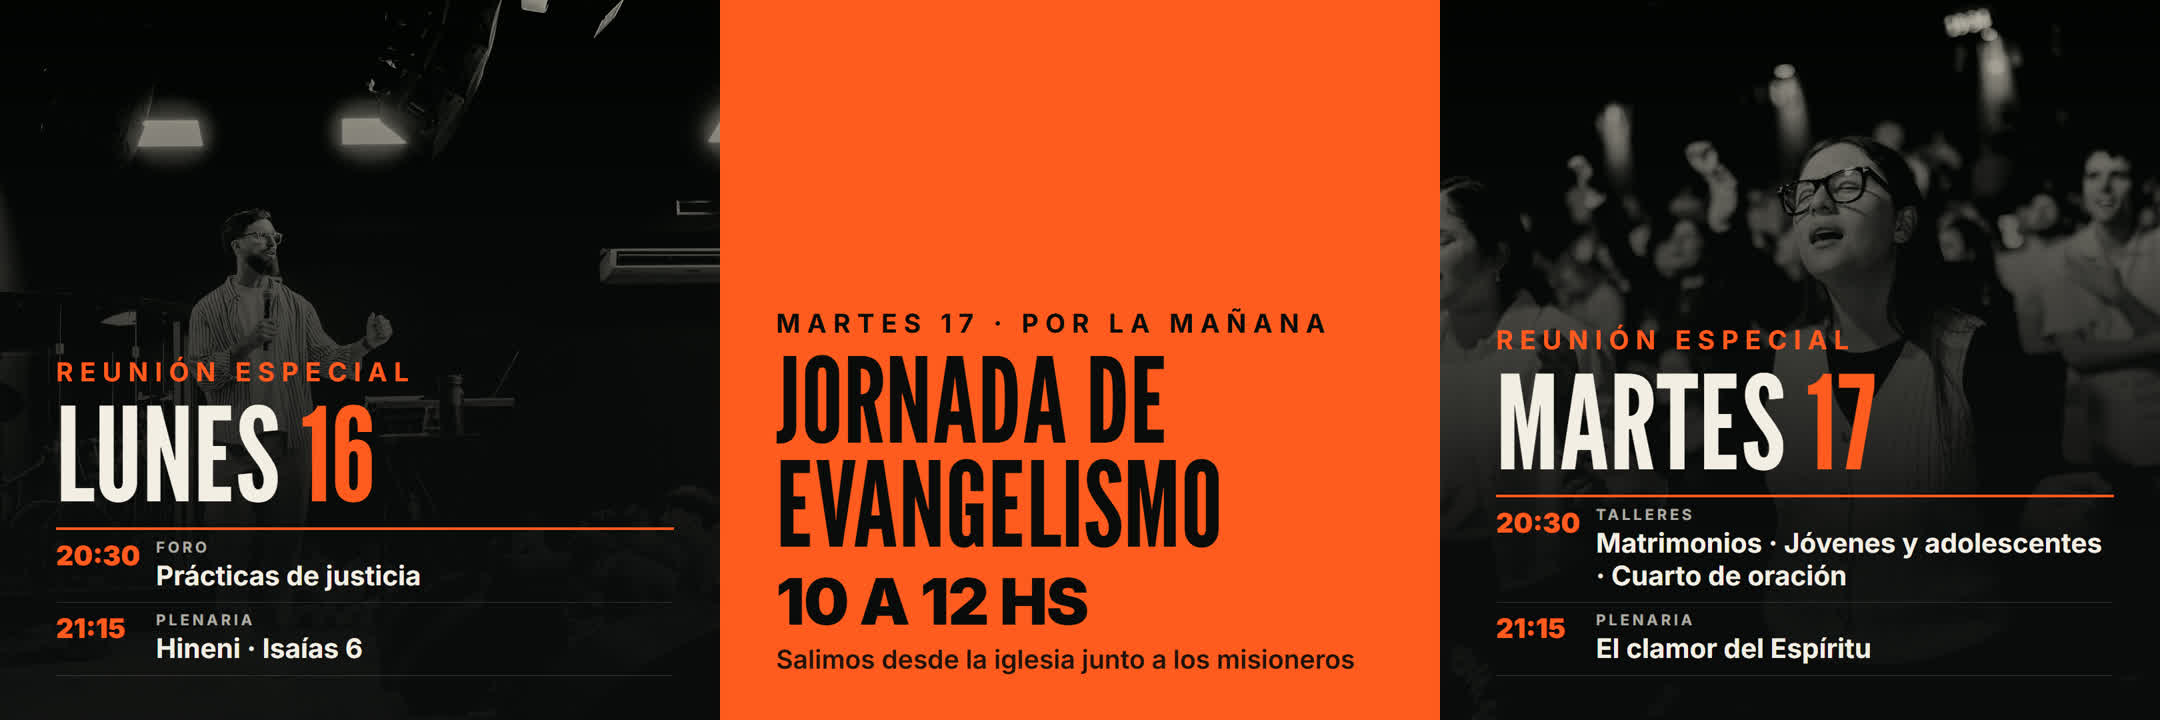 REUNIÓN ESPECIAL
LUNES 16
20:30 FORO
Prácticas de justicia
21:15 PLENARIA
Hineni · Isaías 6
MARTES 17 · POR LA MAÑANA
JORNADA DE
EVANGELISMO
10 A 12 HS
Salimos desde la iglesia junto a los misioneros
REUNIÓN ESPECIAL
MARTES 17
20:30 TALLERES
Matrimonios · Jóvenes y adolescentes
· Cuarto de oración
21:15 PLENARIA
El clamor del Espíritu